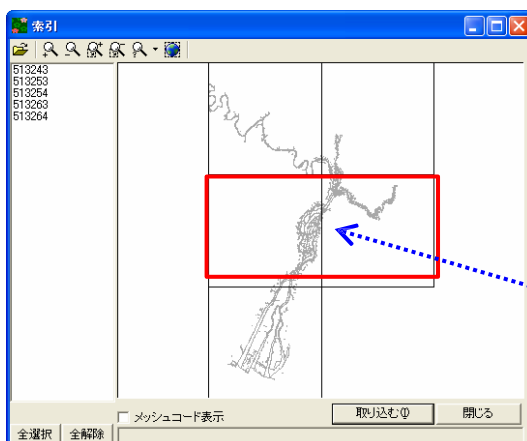 索引
513243
513253
513254
513263
513264
メッシュコード表示
取り込む(I)
閉じる
全選択
全解除